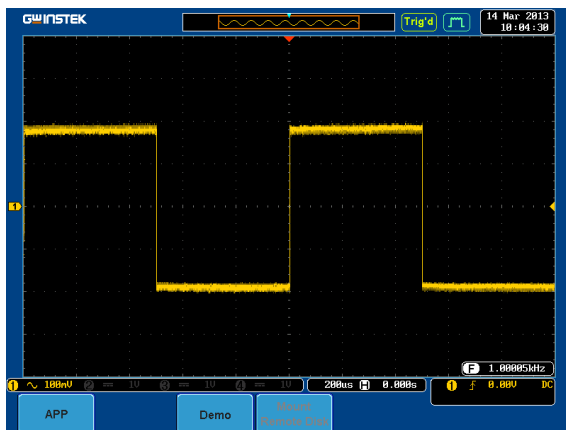 GWINSTEK
Trig'd
14 Mar 2013
10:04:30
1
F 1.00005kHz
1 100mV 2 1V 3 1V 4 1V
200us H 0.000s
1 0.00V DC
APP
Demo